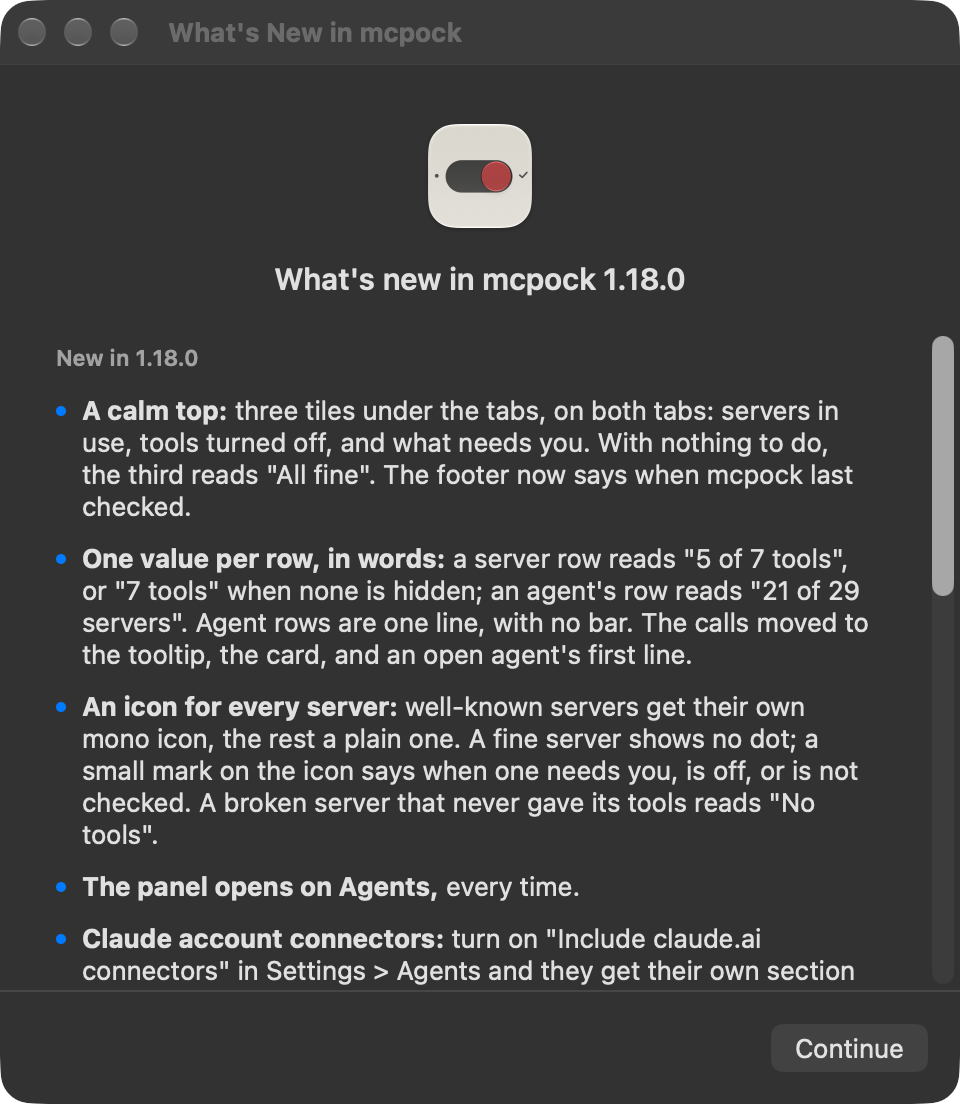 What's New in mcpock
What's new in mcpock 1.18.0
New in 1.18.0
A calm top: three tiles under the tabs, on both tabs: servers in
use, tools turned off, and what needs you. With nothing to do,
the third reads "All fine". The footer now says when mcpock last
checked.
One value per row, in words: a server row reads "5 of 7 tools",
or "7 tools" when none is hidden; an agent's row reads "21 of 29
servers". Agent rows are one line, with no bar. The calls moved to
the tooltip, the card, and an open agent's first line.
An icon for every server: well-known servers get their own
mono icon, the rest a plain one. A fine server shows no dot; a
small mark on the icon says when one needs you, is off, or is not
checked. A broken server that never gave its tools reads "No
tools".
The panel opens on Agents, every time.
Claude account connectors: turn on "Include claude.ai
connectors" in Settings > Agents and they get their own section
Continue